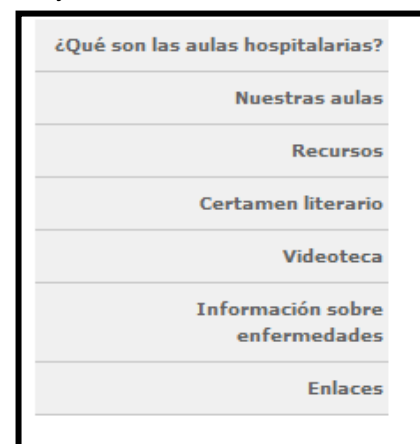 ¿Qué son las aulas hospitalarias?
Nuestras aulas
Recursos
Certamen literario
Videoteca
Información sobre
enfermedades
Enlaces